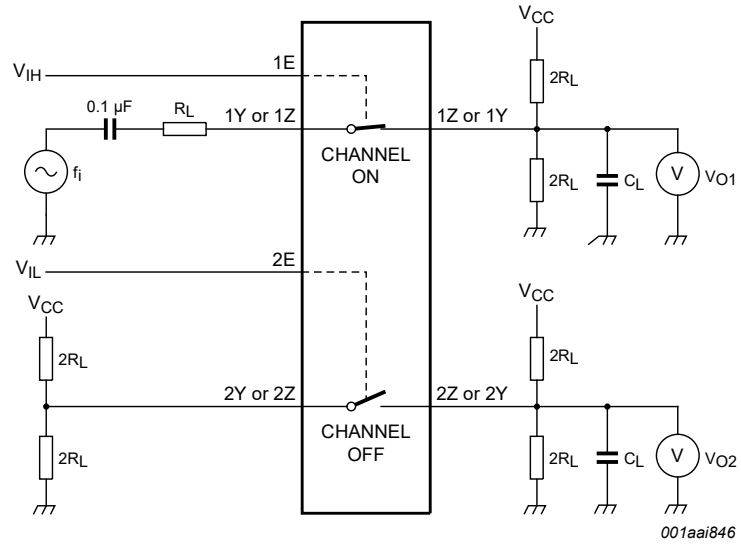 VCC
VIH
1E
2RL
0.1 µF
RL
1Y or 1Z
1Z or 1Y
fi
CHANNEL
ON
2RL
CL
V
VO1
VIL
2E
VCC
VCC
2RL
2RL
2Y or 2Z
2Z or 2Y
2RL
CHANNEL
OFF
2RL
CL
V
VO2
001aai846